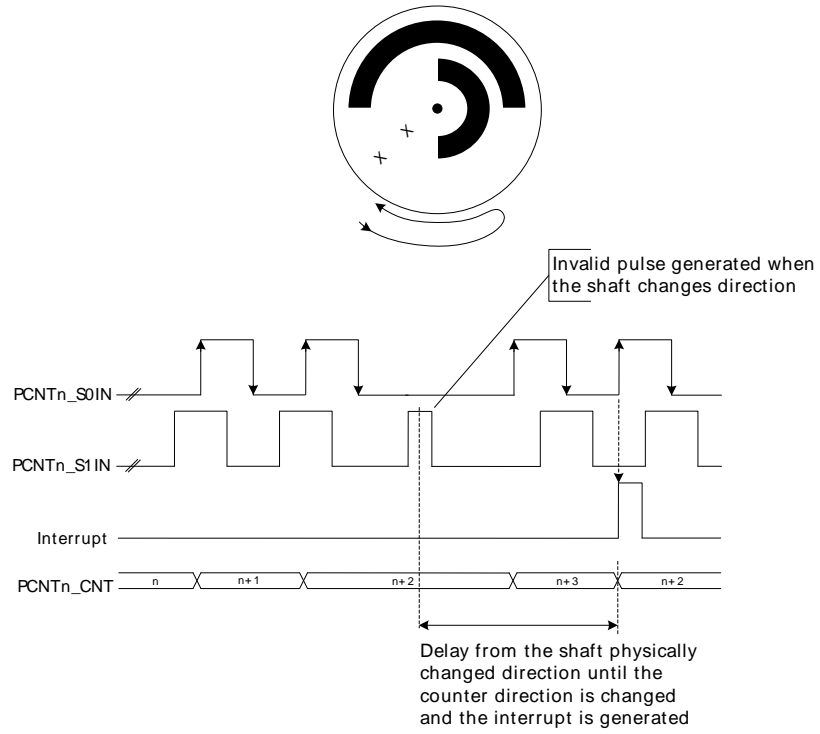 X
X
Invalid pulse generated when
the shaft changes direction
PCNTn_S0IN
PCNTn_S1IN
Interrupt
PCNTn_CNT
n
n+1
n+2
n+3
n+2
Delay from the shaft physically
changed direction until the
counter direction is changed
and the interrupt is generated